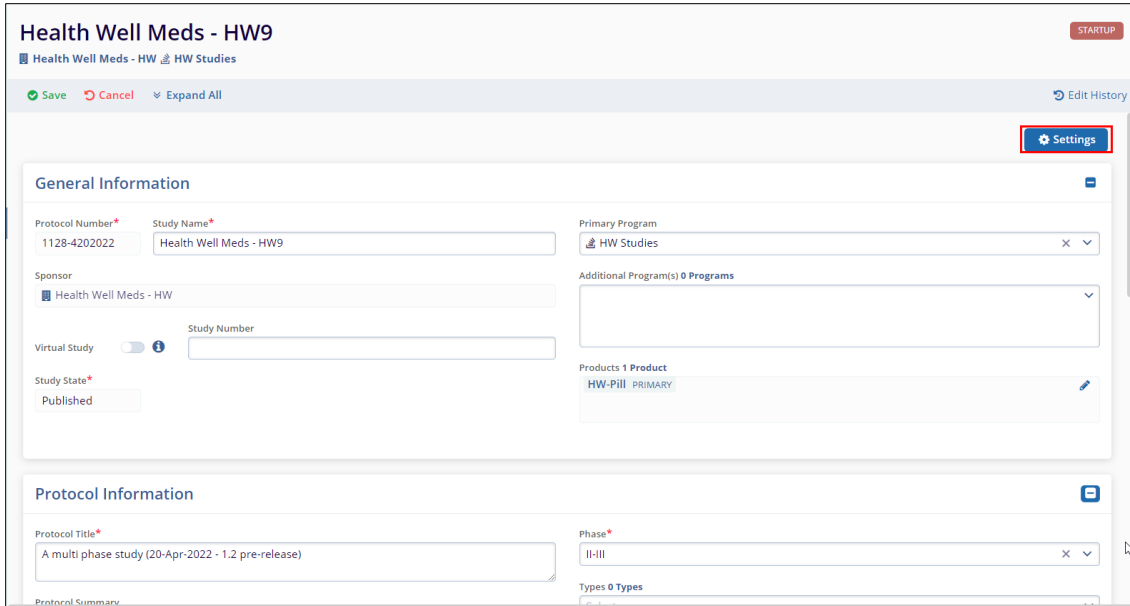 Health Well Meds - HW9
STARTUP
Health Well Meds - HW HW Studies
Save Cancel Expand All
Edit History
Settings
General Information
Protocol Number* Study Name*
1128-4202022 Health Well Meds - HW9
Sponsor
Health Well Meds - HW
Virtual Study
Study Number
Study State*
Published
Primary Program
HW Studies
Additional Program(s) 0 Programs
Products 1 Product
HW-Pill PRIMARY
Protocol Information
Protocol Title*
A multi phase study (20-Apr-2022 - 1.2 pre-release)
Protocol Summary
Phase*
II-III
Types 0 Types